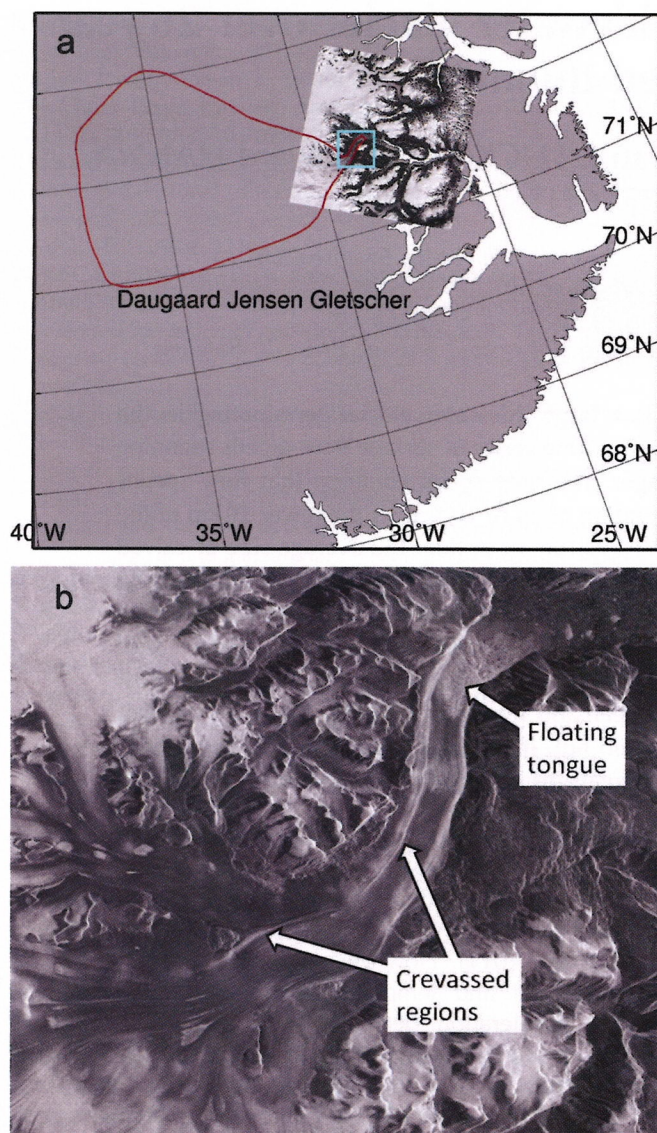 a
71˚N
70˚N
Daugaard Jensen Gletscher
69˚N
68˚N
40˚W
35˚W
30˚W
25˚W
b
Floating
tongue
Crevassed
regions